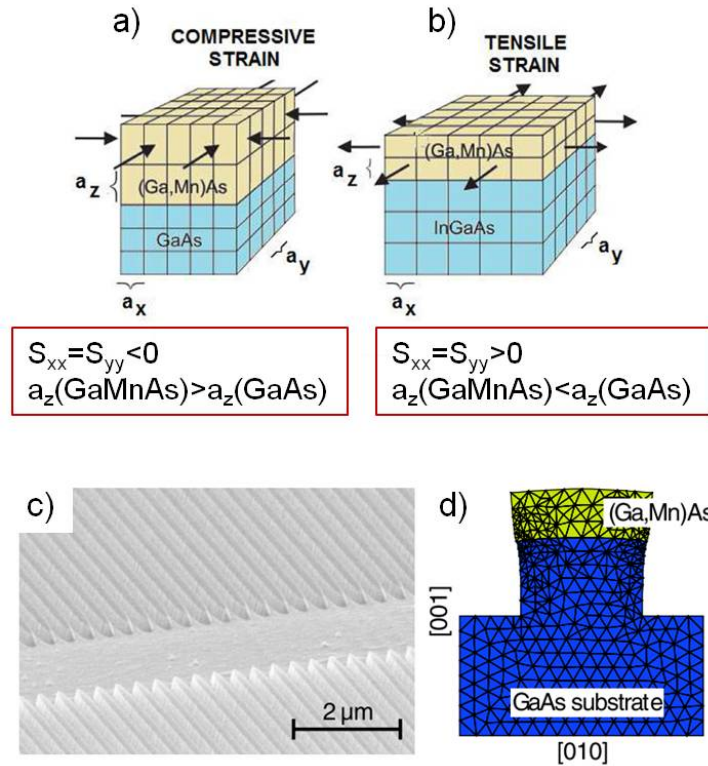 a)
COMPRESSIVE
STRAIN
(Ga,Mn)As
GaAs
a_z
a_y
a_x
S_xx=S_yy<0
a_z(GaMnAs)>a_z(GaAs)
b)
TENSILE
STRAIN
(Ga,Mn)As
InGaAs
a_z
a_y
a_x
S_xx=S_yy>0
a_z(GaMnAs)<a_z(GaAs)
c)
2 µm
d)
(Ga,Mn)As
[001]
GaAs substrate
[010]